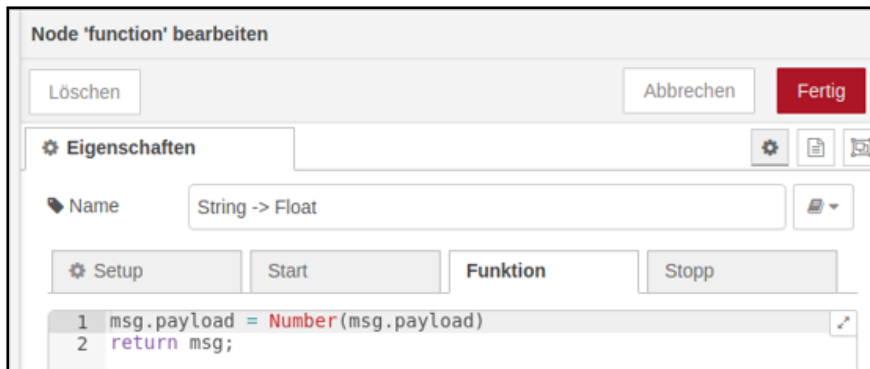 Node 'function' bearbeiten
Löschen
Abbrechen
Fertig
Eigenschaften
Name
String -> Float
Setup
Start
Funktion
Stopp
1 msg.payload = Number(msg.payload)
2 return msg;